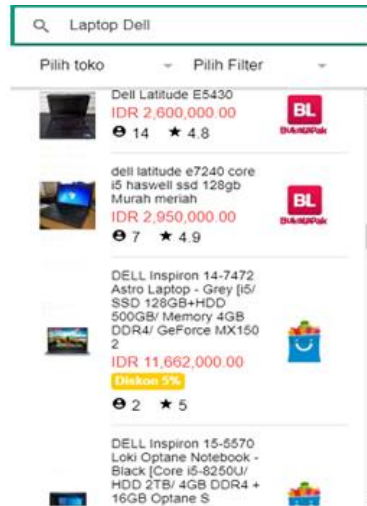 Laptop Dell
Pilih toko
Pilih Filter
Dell Latitude E5430
IDR 2,600,000.00
14 4.8
BL
BukaLapak
dell latitude e7240 core
i5 haswell ssd 128gb
Murah meriah
IDR 2,950,000.00
7 4.9
BL
BukaLapak
DELL Inspiron 14-7472
Astro Laptop - Grey [i5/
SSD 128GB+HDD
500GB/ Memory 4GB
DDR4/ GeForce MX150
2
IDR 11,662,000.00
Diskon 5%
2 5
DELL Inspiron 15-5570
Loki Optane Notebook -
Black [Core i5-8250U/
HDD 2TB/ 4GB DDR4 +
16GB Optane S